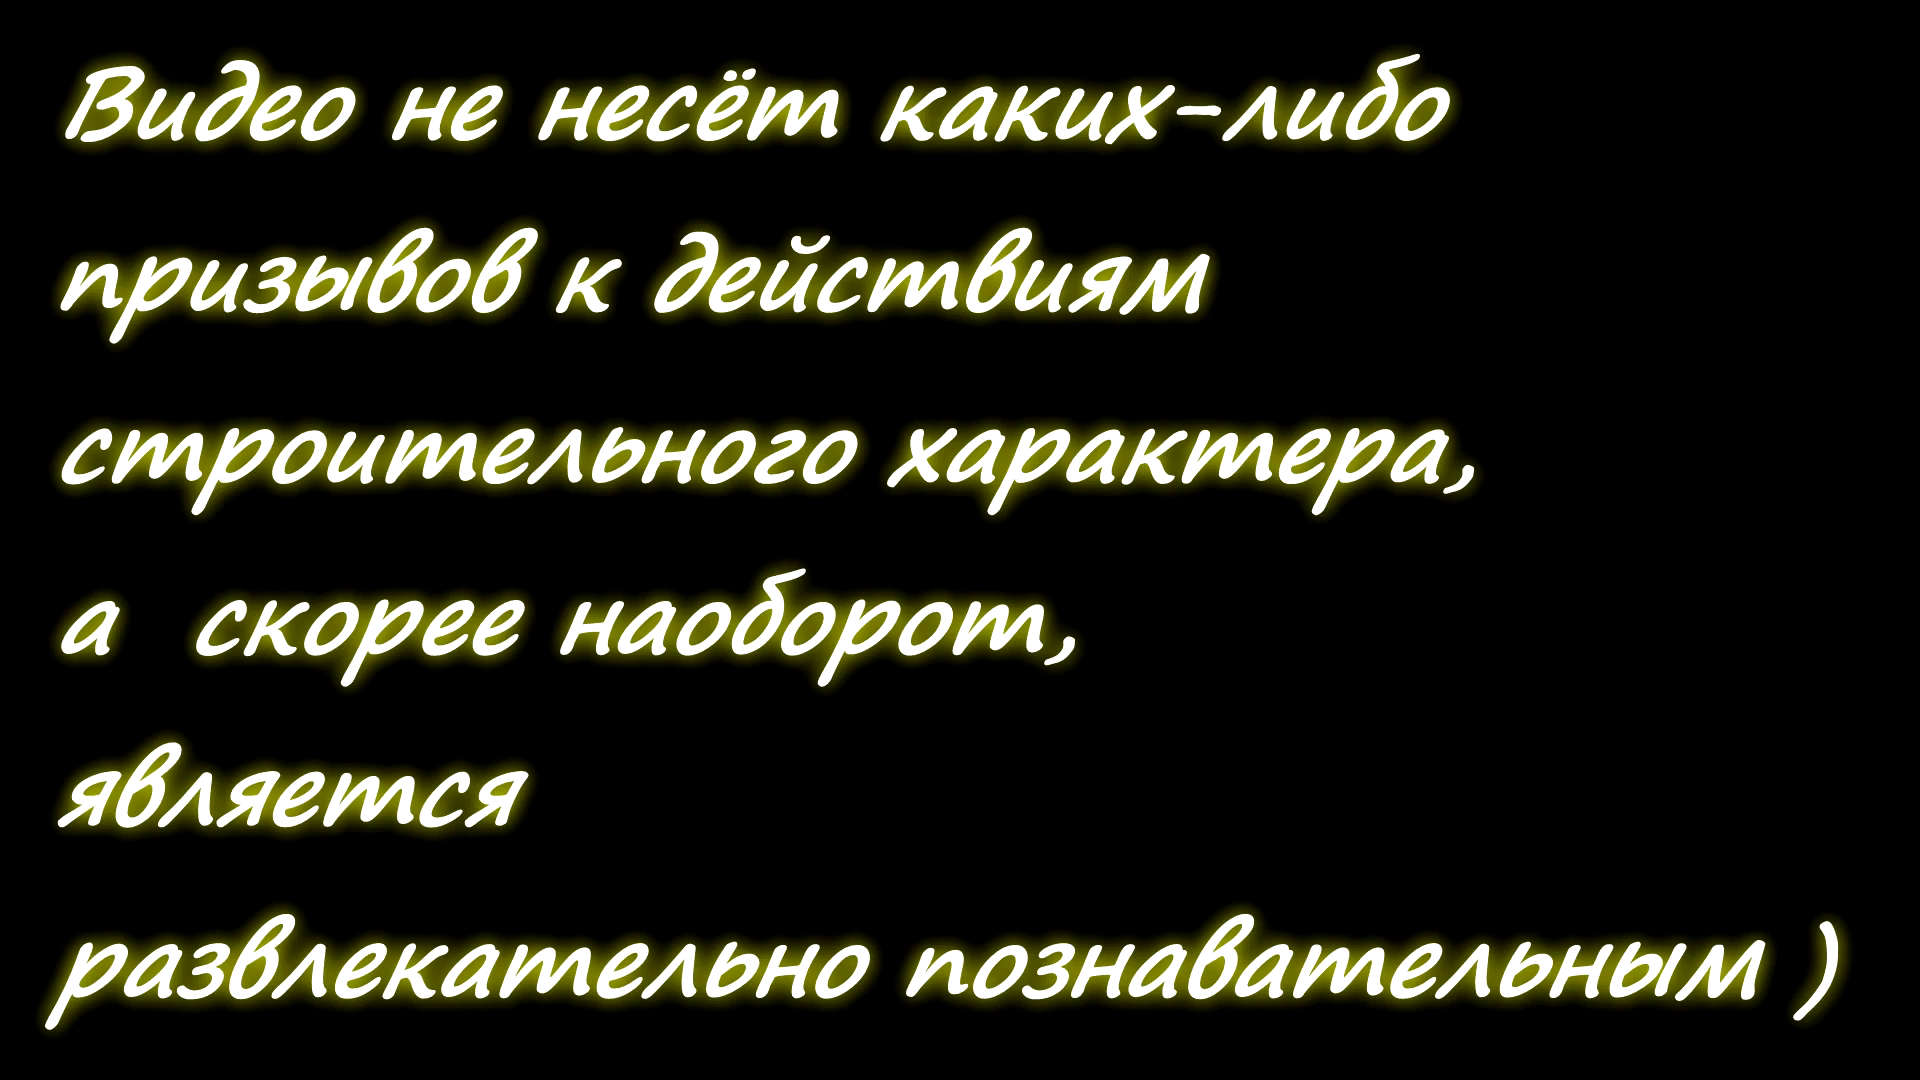 Видео не несёт каких-либо
призывов к действиям
строительного характера,
а  скорее наоборот,
является
развлекательно познавательным )